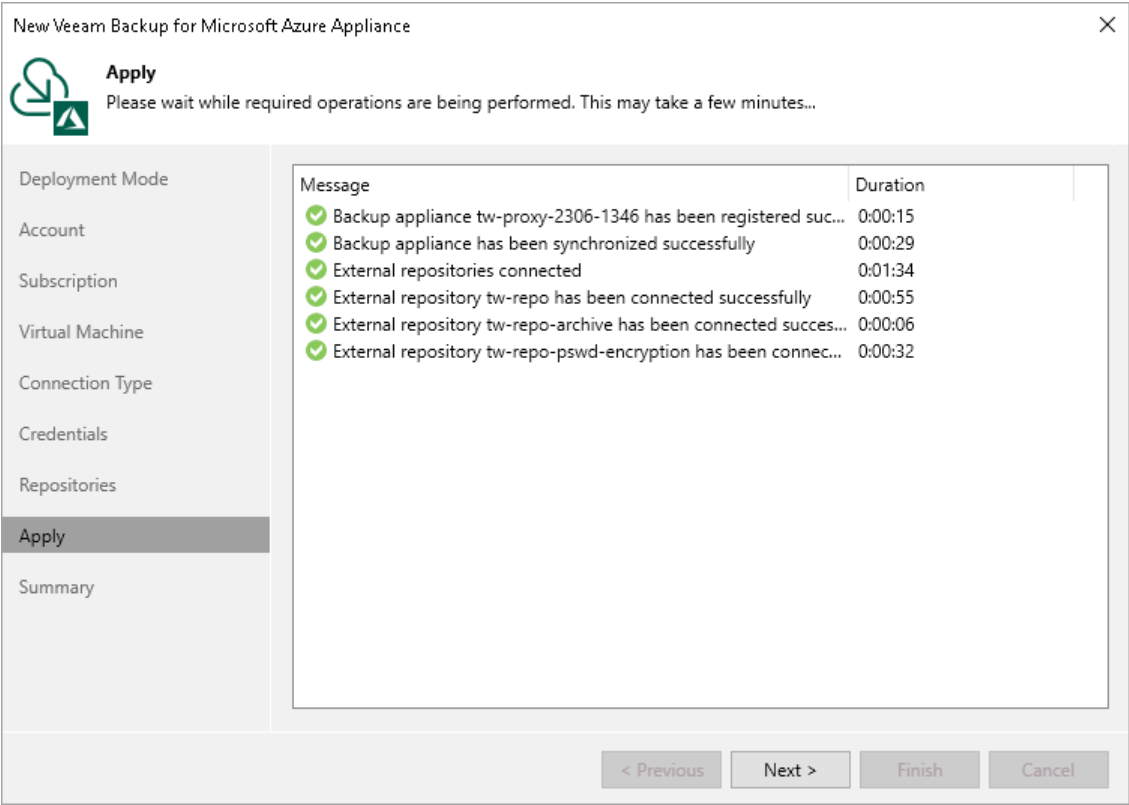 New Veeam Backup for Microsoft Azure Appliance
Apply
Please wait while required operations are being performed. This may take a few minutes...
Deployment Mode
Account
Subscription
Virtual Machine
Connection Type
Credentials
Repositories
Apply
Summary
Message Duration
Backup appliance tw-proxy-2306-1346 has been registered suc... 0:00:15
Backup appliance has been synchronized successfully 0:00:29
External repositories connected 0:01:34
External repository tw-repo has been connected successfully 0:00:55
External repository tw-repo-archive has been connected succes... 0:00:06
External repository tw-repo-pswd-encryption has been connec... 0:00:32
< Previous Next > Finish Cancel